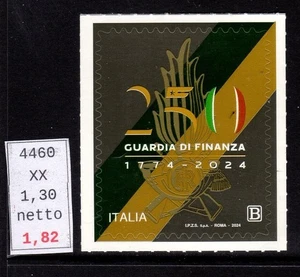 4460
XX
1,30
netto
1,82
250
GUARDIA DI FINANZA
1774-2024
ITALIA
I.P.Z.S. S.p.A. - ROMA - 2024
B